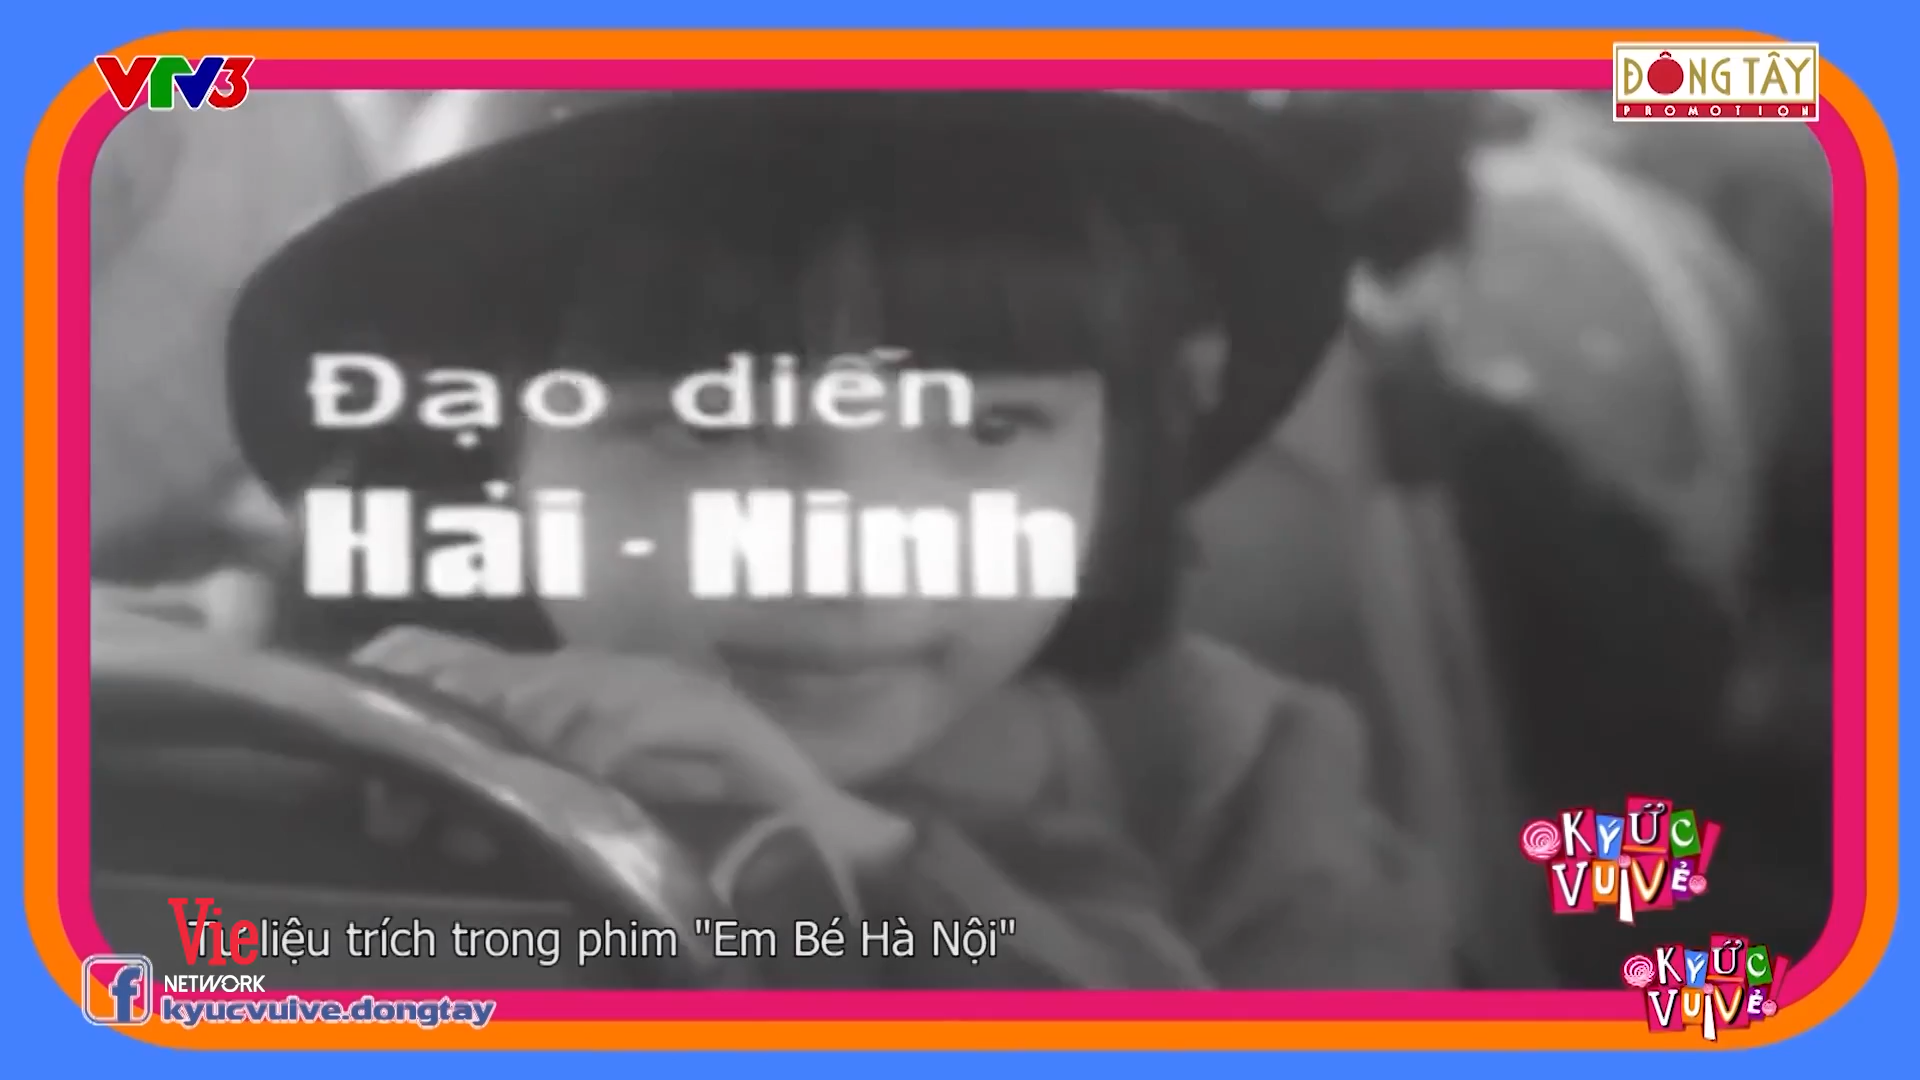 VTV3
ĐÔNG TÂY
PROMOTION
Đạo diễn
Hải - Ninh
KÝ ỨC
VUI VẺ!
Tư liệu trích trong phim "Em Bé Hà Nội"
Vie
NETWORK
kyucvuive.dongtay
KÝ ỨC
VUI VẺ!